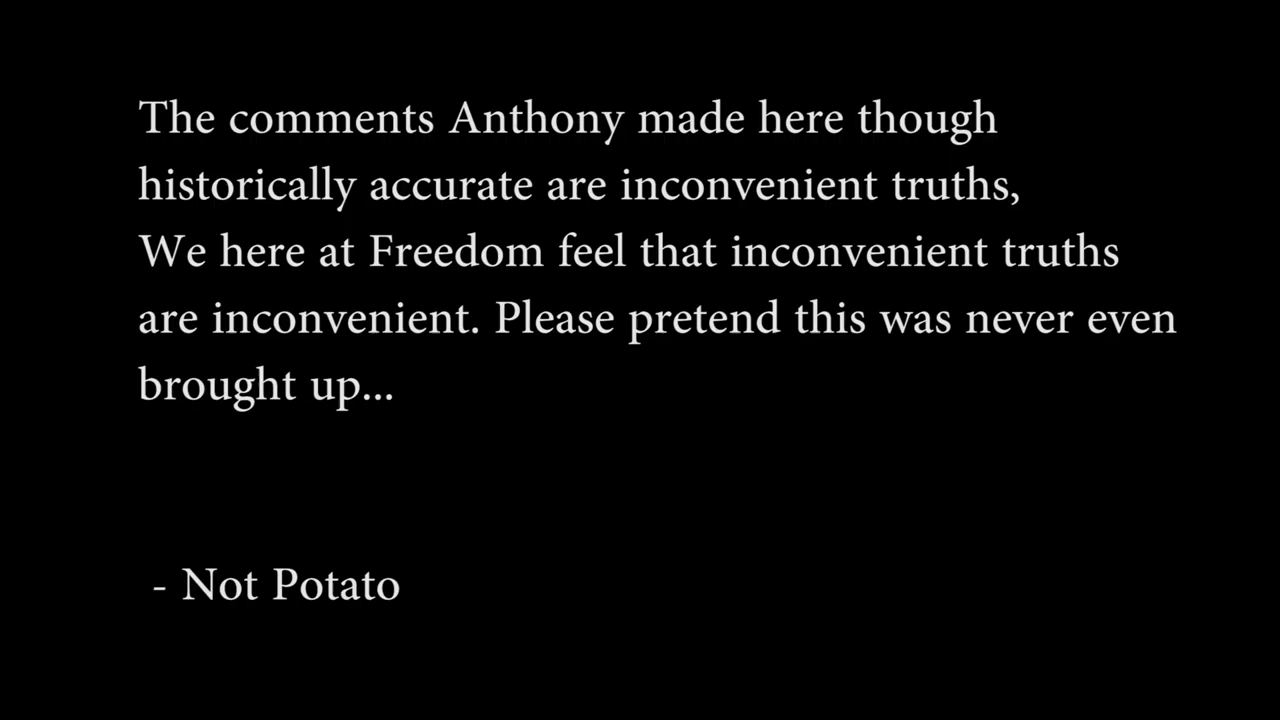 The comments Anthony made here though
historically accurate are inconvenient truths,
We here at Freedom feel that inconvenient truths
are inconvenient. Please pretend this was never even
brought up...
- Not Potato